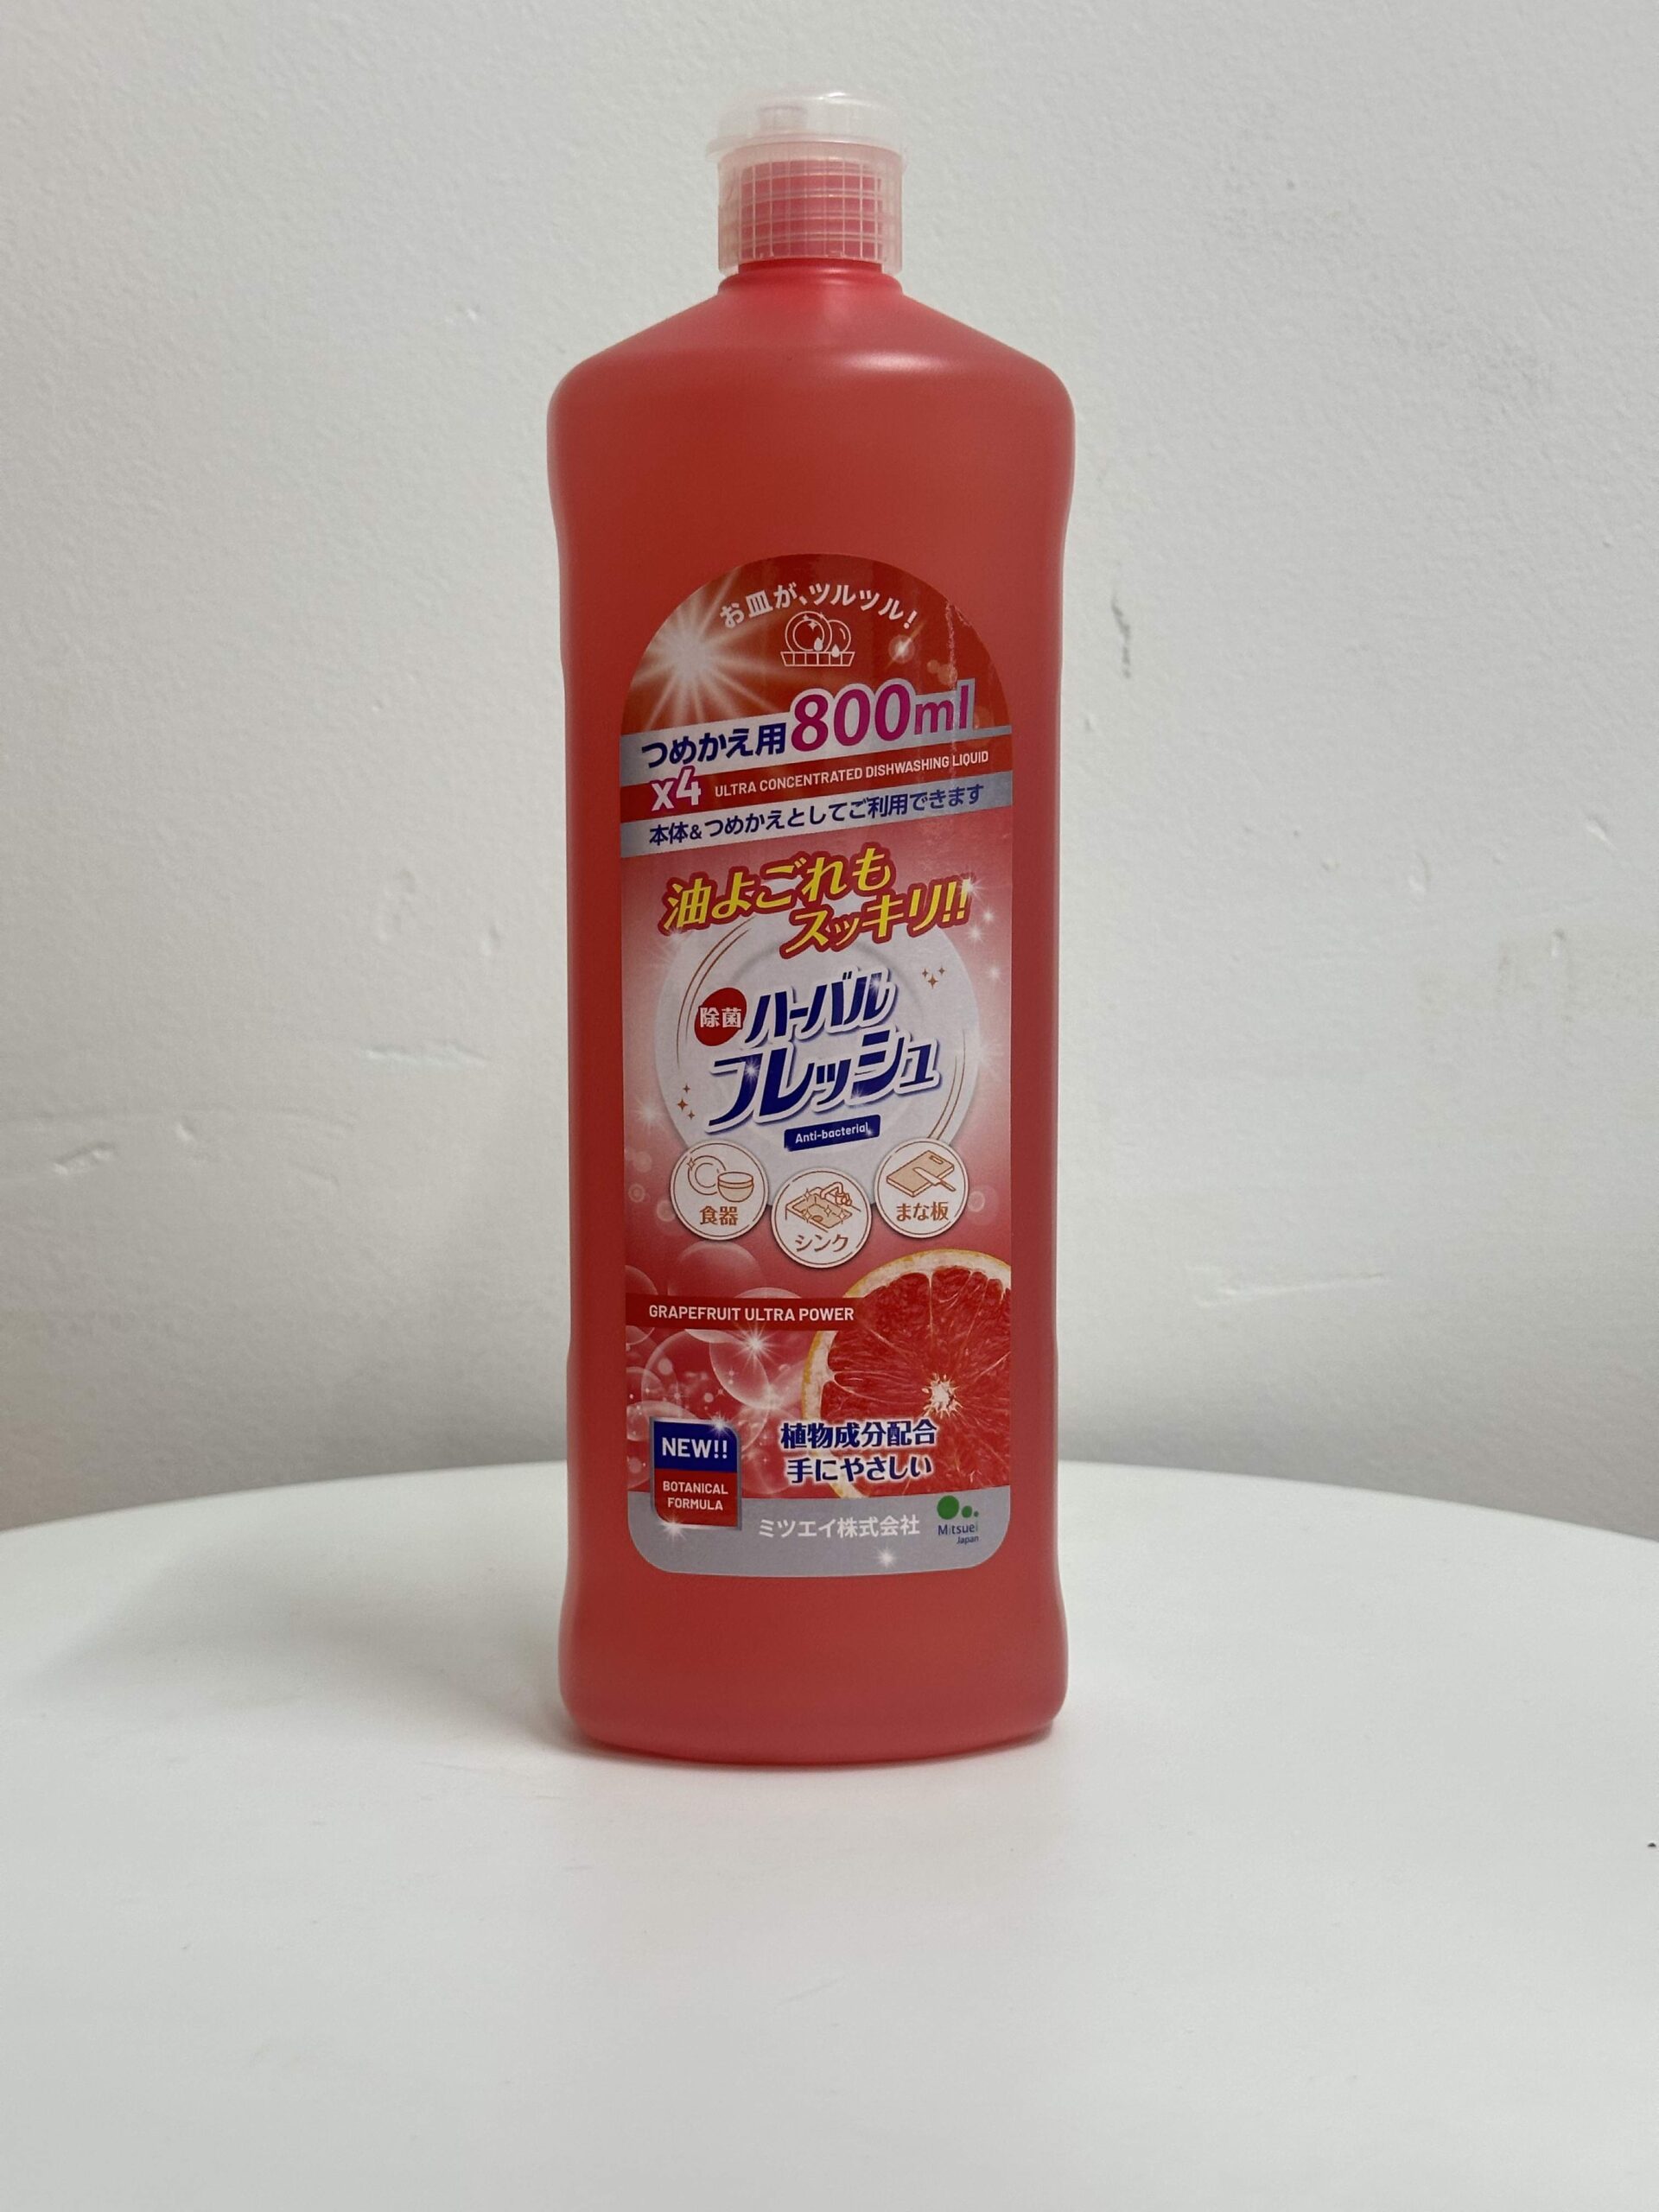 お皿が、ツルツル!
つめかえ用800ml
x4 ULTRA CONCENTRATED DISHWASHING LIQUID
本体&つめかえとしてご利用できます
油よごれも
スッキリ!!
除菌 ハーバル
フレッシュ
Anti-bacterial
食器
シンク
まな板
GRAPEFRUIT ULTRA POWER
植物成分配合
手にやさしい
NEW!!
BOTANICAL
FORMULA
ミツエイ株式会社
Mitsuei
Japan